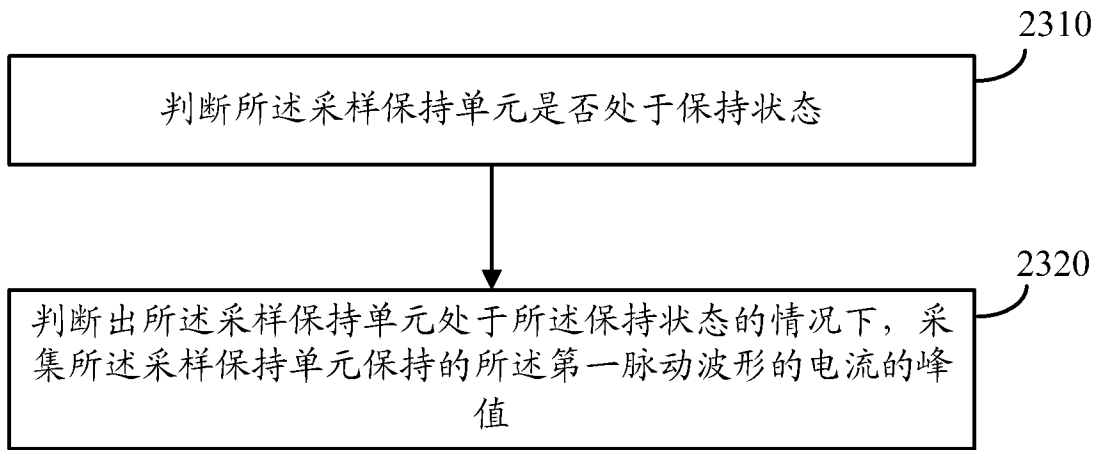 2310
判断所述采样保持单元是否处于保持状态
2320
判断出所述采样保持单元处于所述保持状态的情况下，采
集所述采样保持单元保持的所述第一脉动波形的电流的峰
值